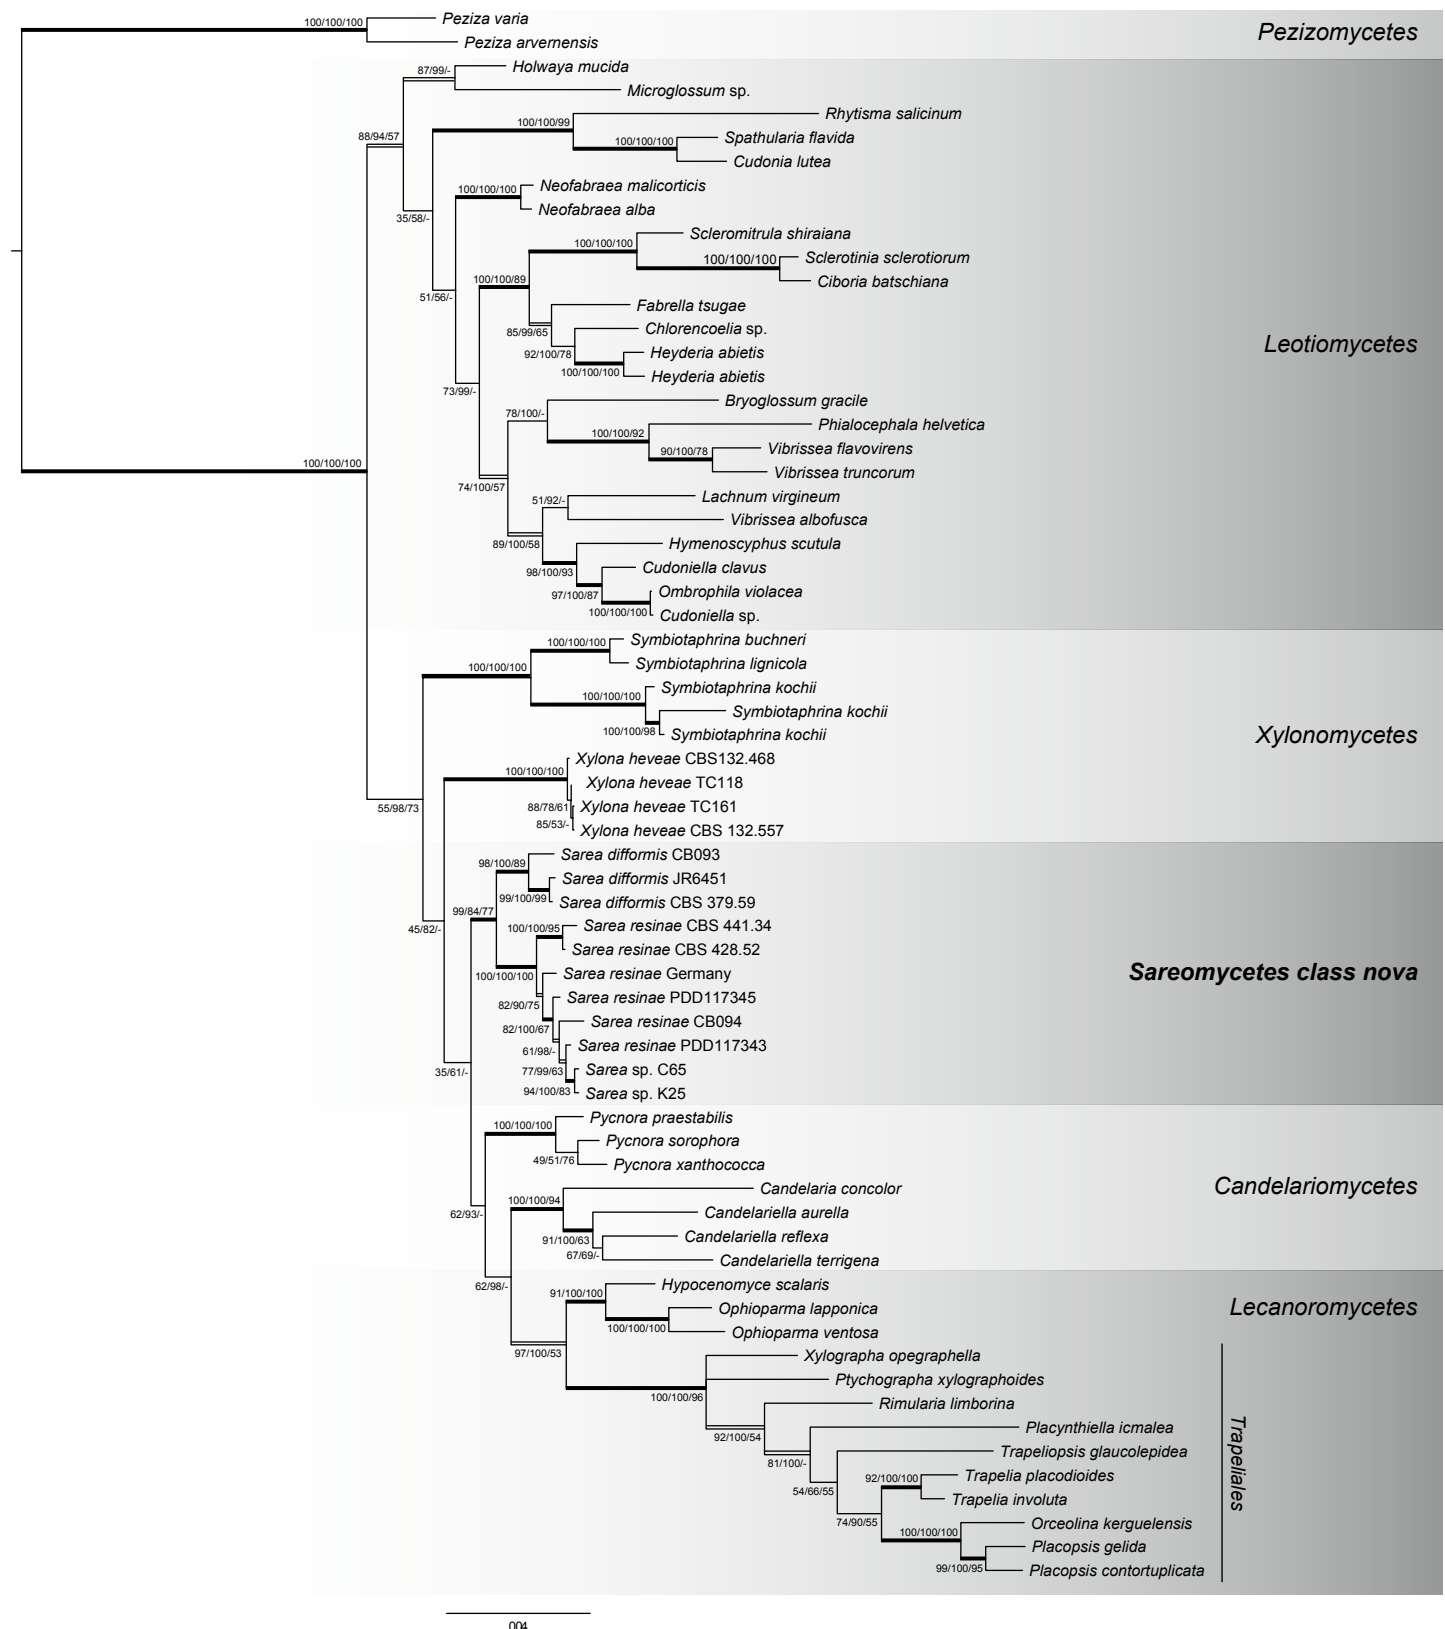 100/100/100
Peziza varia
Peziza arvernensis
Pezizomycetes
87/99/-
Holwaya mucida
Microglossum sp.
88/94/57
100/100/99
Rhytisma salicinum
100/100/100
Spathularia flavida
Cudonia lutea
35/58/-
100/100/100
Neofabraea malicorticis
Neofabraea alba
51/56/-
100/100/89
100/100/100
Scleromitrula shiraiana
100/100/100
Sclerotinia sclerotiorum
Ciboria batschiana
85/99/65
Fabrella tsugae
92/100/78
Chlorencoelia sp.
100/100/100
Heyderia abietis
Heyderia abietis
Leotiomycetes
73/99/-
78/100/-
Bryoglossum gracile
100/100/92
Phialocephala helvetica
90/100/78
Vibrissea flavovirens
Vibrissea truncorum
100/100/100
74/100/57
51/92/-
Lachnum virgineum
Vibrissea albofusca
89/100/58
Hymenoscyphus scutula
98/100/93
Cudoniella clavus
97/100/87
Ombrophila violacea
100/100/100
Cudoniella sp.
100/100/100
100/100/100
Symbiotaphrina buchneri
Symbiotaphrina lignicola
100/100/100
Symbiotaphrina kochii
Symbiotaphrina kochii
100/100/98
Symbiotaphrina kochii
Xylonomycetes
100/100/100
Xylona heveae CBS132.468
Xylona heveae TC118
88/78/61
Xylona heveae TC161
85/53/-
Xylona heveae CBS 132.557
55/98/73
98/100/89
Sarea difformis CB093
Sarea difformis JR6451
99/100/99
Sarea difformis CBS 379.59
99/84/77
100/100/95
Sarea resinae CBS 441.34
45/82/-
Sarea resinae CBS 428.52
100/100/100
Sarea resinae Germany
Sareomycetes class nova
82/90/75
Sarea resinae PDD117345
82/100/67
Sarea resinae CB094
61/98/-
Sarea resinae PDD117343
77/99/63
Sarea sp. C65
94/100/83
Sarea sp. K25
35/61/-
100/100/100
Pycnora praestabilis
Pycnora sorophora
49/51/76
Pycnora xanthococca
Candelariomycetes
100/100/94
Candelaria concolor
62/93/-
Candelariella aurella
91/100/63
Candelariella reflexa
67/69/-
Candelariella terrigena
62/98/-
91/100/100
Hypocenomyce scalaris
Ophioparma lapponica
100/100/100
Ophioparma ventosa
Lecanoromycetes
97/100/53
Xylographa opegraphella
100/100/96
Ptychographa xylographoides
Rimularia limborina
92/100/54
Placynthiella icmalea
81/100/-
Trapeliopsis glaucolepidea
54/66/55
92/100/100
Trapelia placodioides
Trapelia involuta
74/90/55
100/100/100
Orceolina kerguelensis
Placopsis gelida
99/100/95
Placopsis contortuplicata
Trapeliales
004